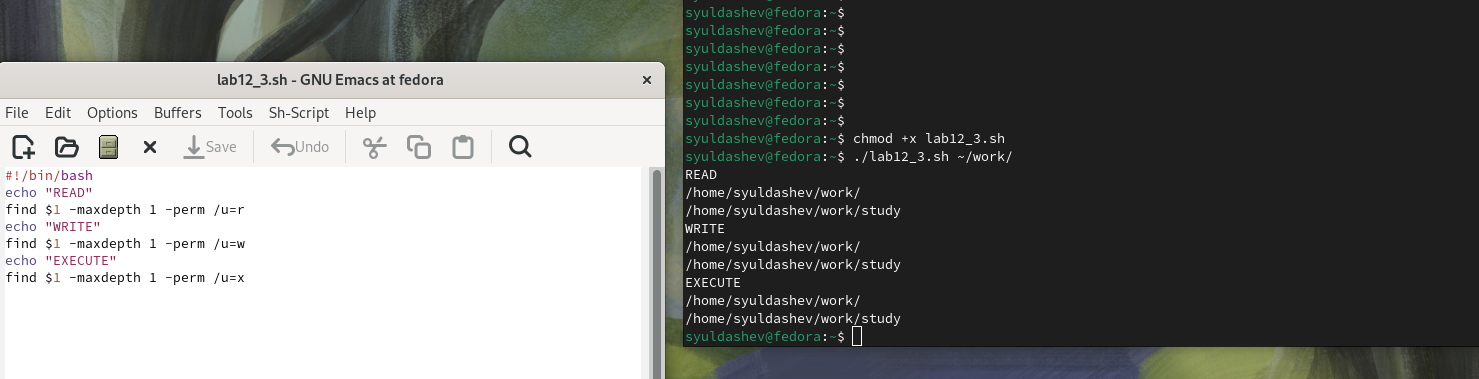 lab12_3.sh - GNU Emacs at fedora
File Edit Options Buffers Tools Sh-Script Help
Save Undo
#!/bin/bash
echo "READ"
find $1 -maxdepth 1 -perm /u=r
echo "WRITE"
find $1 -maxdepth 1 -perm /u=w
echo "EXECUTE"
find $1 -maxdepth 1 -perm /u=x
syuldashev@fedora:~$
syuldashev@fedora:~$
syuldashev@fedora:~$
syuldashev@fedora:~$
syuldashev@fedora:~$
syuldashev@fedora:~$
syuldashev@fedora:~$
syuldashev@fedora:~$ chmod +x lab12_3.sh
syuldashev@fedora:~$ ./lab12_3.sh ~/work/
READ
/home/syuldashev/work/
/home/syuldashev/work/study
WRITE
/home/syuldashev/work/
/home/syuldashev/work/study
EXECUTE
/home/syuldashev/work/
/home/syuldashev/work/study
syuldashev@fedora:~$